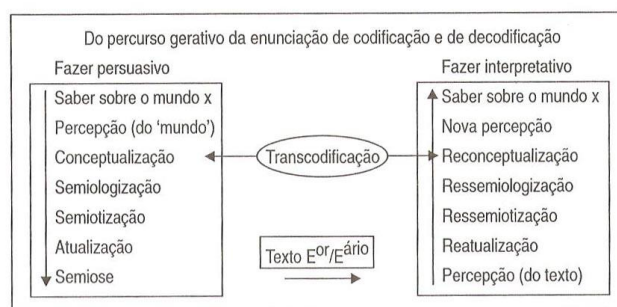 Do percurso gerativo da enunciação de codificação e de decodificação
Fazer persuasivo
Saber sobre o mundo x
Percepção (do 'mundo')
Conceptualização
Semiologização
Semiotização
Atualização
Semiose
Transcodificação
Texto Eor/Eário
Fazer interpretativo
Saber sobre o mundo x
Nova percepção
Reconceptualização
Ressemiologização
Ressemiotização
Reatualização
Percepção (do texto)